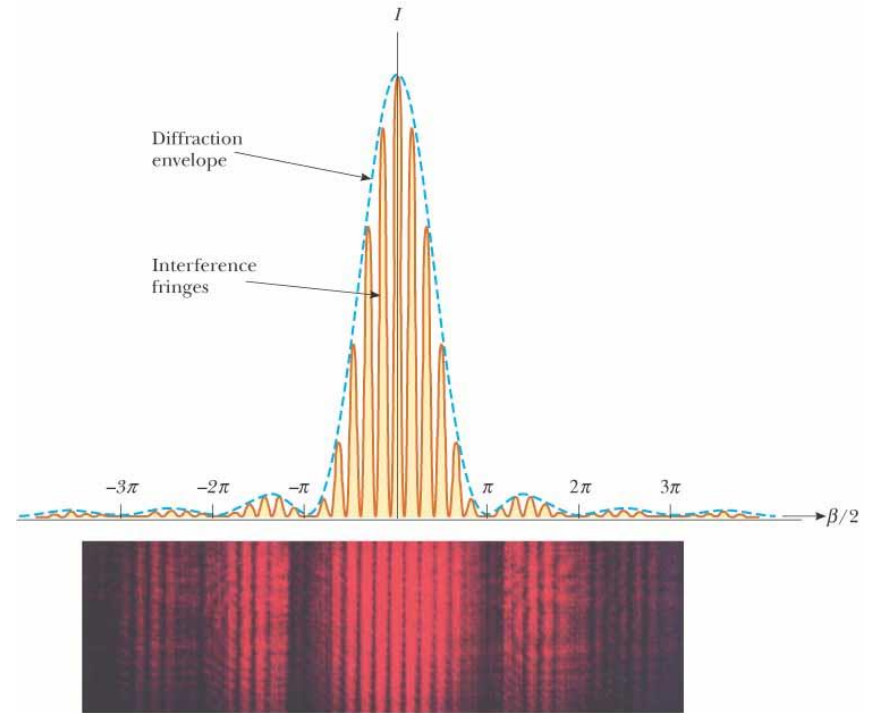 I
Diffraction
envelope
Interference
fringes
−3π −2π −π π 2π 3π
β/2